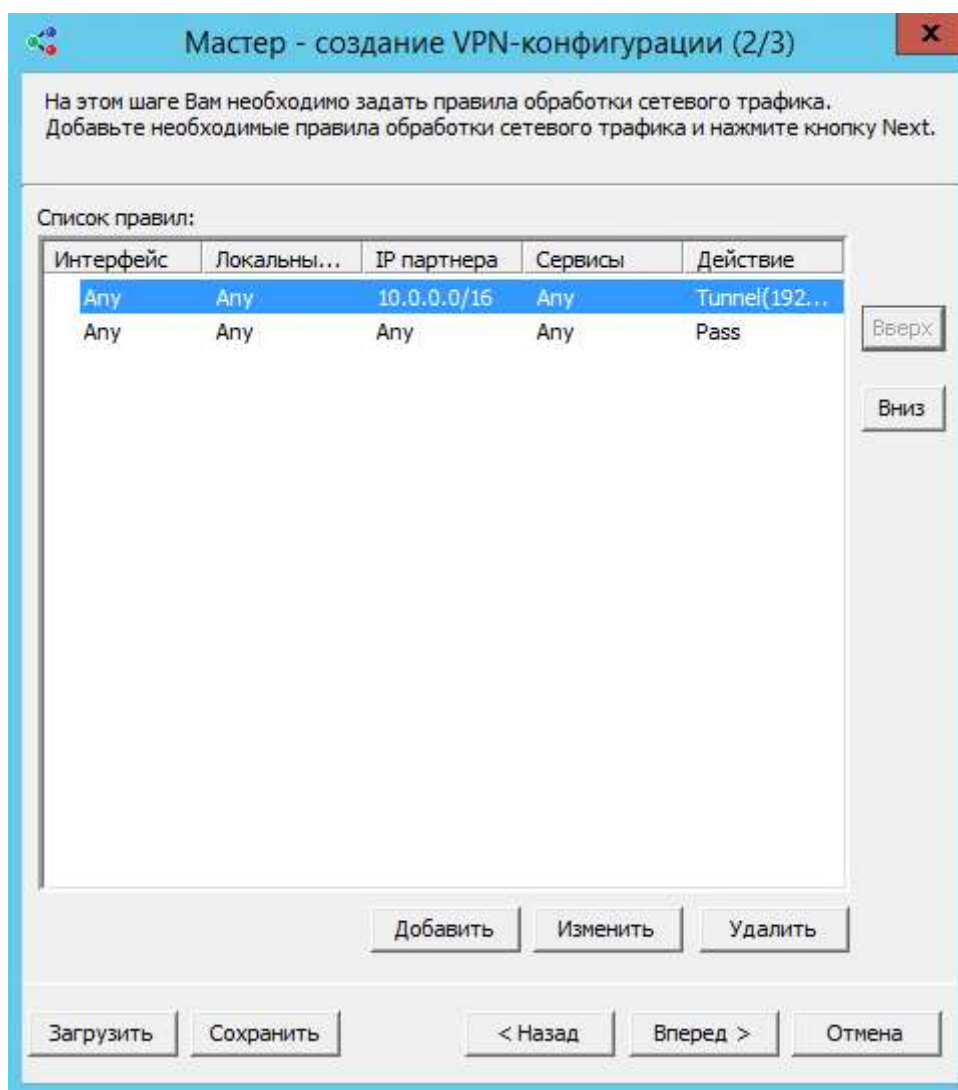 Мастер - создание VPN-конфигурации (2/3)
x
На этом шаге Вам необходимо задать правила обработки сетевого трафика.
Добавьте необходимые правила обработки сетевого трафика и нажмите кнопку Next.
Список правил:
Интерфейс Локальны... IP партнера Сервисы Действие
Any Any 10.0.0.0/16 Any Tunnel(192...
Any Any Any Any Pass
Вверх
Вниз
Добавить Изменить Удалить
Загрузить Сохранить < Назад Вперед > Отмена